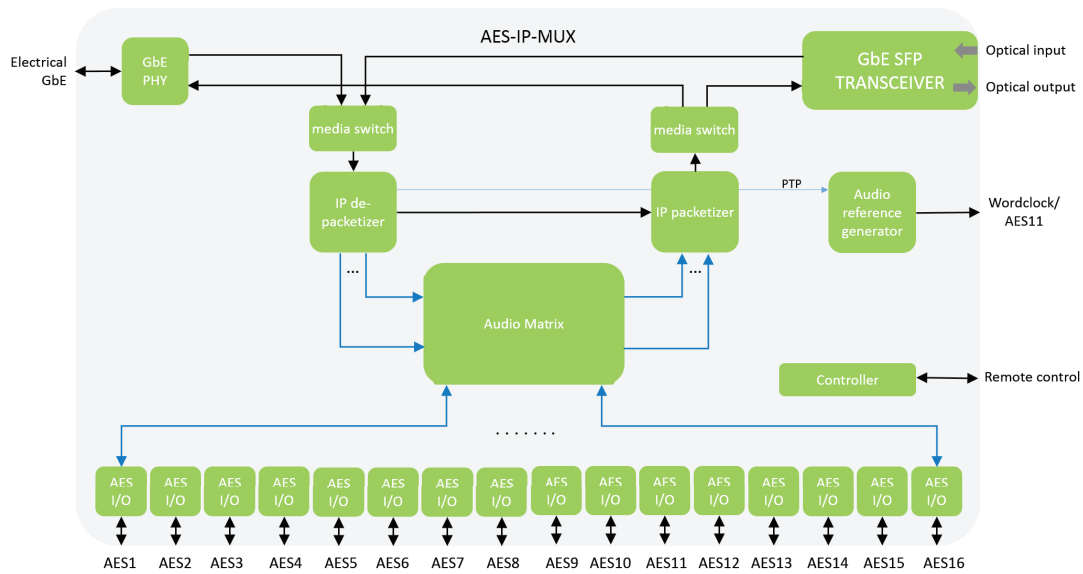 AES-IP-MUX
Electrical
GbE
GbE
PHY
GbE SFP
TRANSCEIVER
Optical input
Optical output
media switch
media switch
IP de-
packetizer
IP packetizer
PTP
Audio
reference
generator
Wordclock/
AES11
...
...
Audio Matrix
Controller
Remote control
. . . . . . .
AES
I/O
AES
I/O
AES
I/O
AES
I/O
AES
I/O
AES
I/O
AES
I/O
AES
I/O
AES
I/O
AES
I/O
AES
I/O
AES
I/O
AES
I/O
AES
I/O
AES
I/O
AES
I/O
AES1 AES2 AES3 AES4 AES5 AES6 AES7 AES8 AES9 AES10 AES11 AES12 AES13 AES14 AES15 AES16